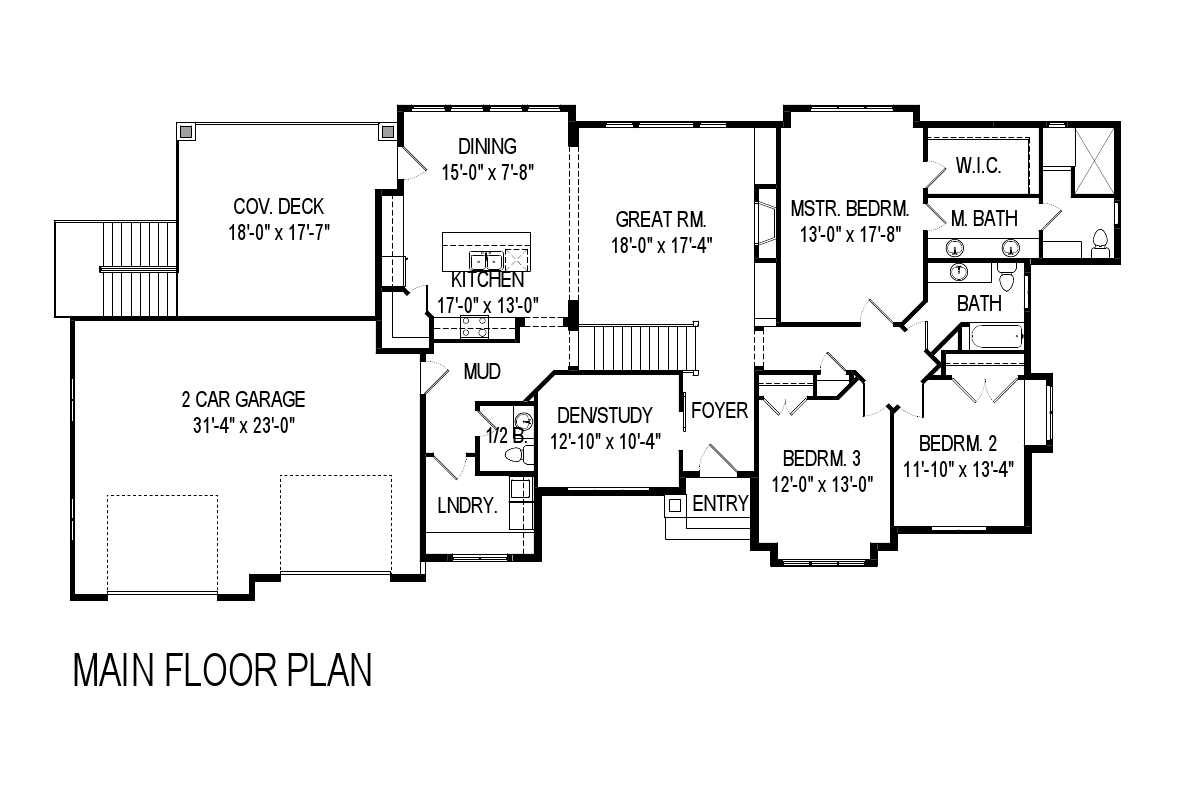 DINING
15'-0" x 7'-8"
COV. DECK
18'-0" x 17'-7"
GREAT RM.
18'-0" x 17'-4"
MSTR. BEDRM.
13'-0" x 17'-8"
W.I.C.
M. BATH
KITCHEN
17'-0" x 13'-0"
BATH
MUD
2 CAR GARAGE
31'-4" x 23'-0"
DEN/STUDY
12'-10" x 10'-4"
FOYER
1/2 B.
BEDRM. 3
12'-0" x 13'-0"
BEDRM. 2
11'-10" x 13'-4"
LNDRY.
ENTRY
MAIN FLOOR PLAN